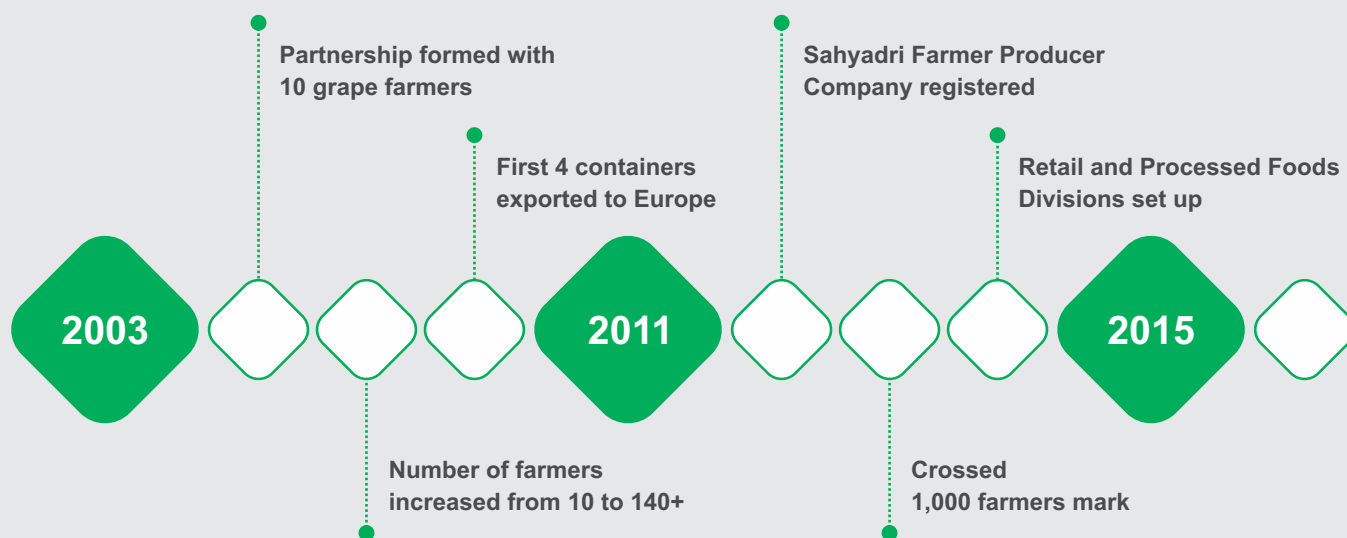 Partnership formed with
10 grape farmers
Sahyadri Farmer Producer
Company registered
First 4 containers
exported to Europe
Retail and Processed Foods
Divisions set up
2003
2011
2015
Number of farmers
increased from 10 to 140+
Crossed
1,000 farmers mark